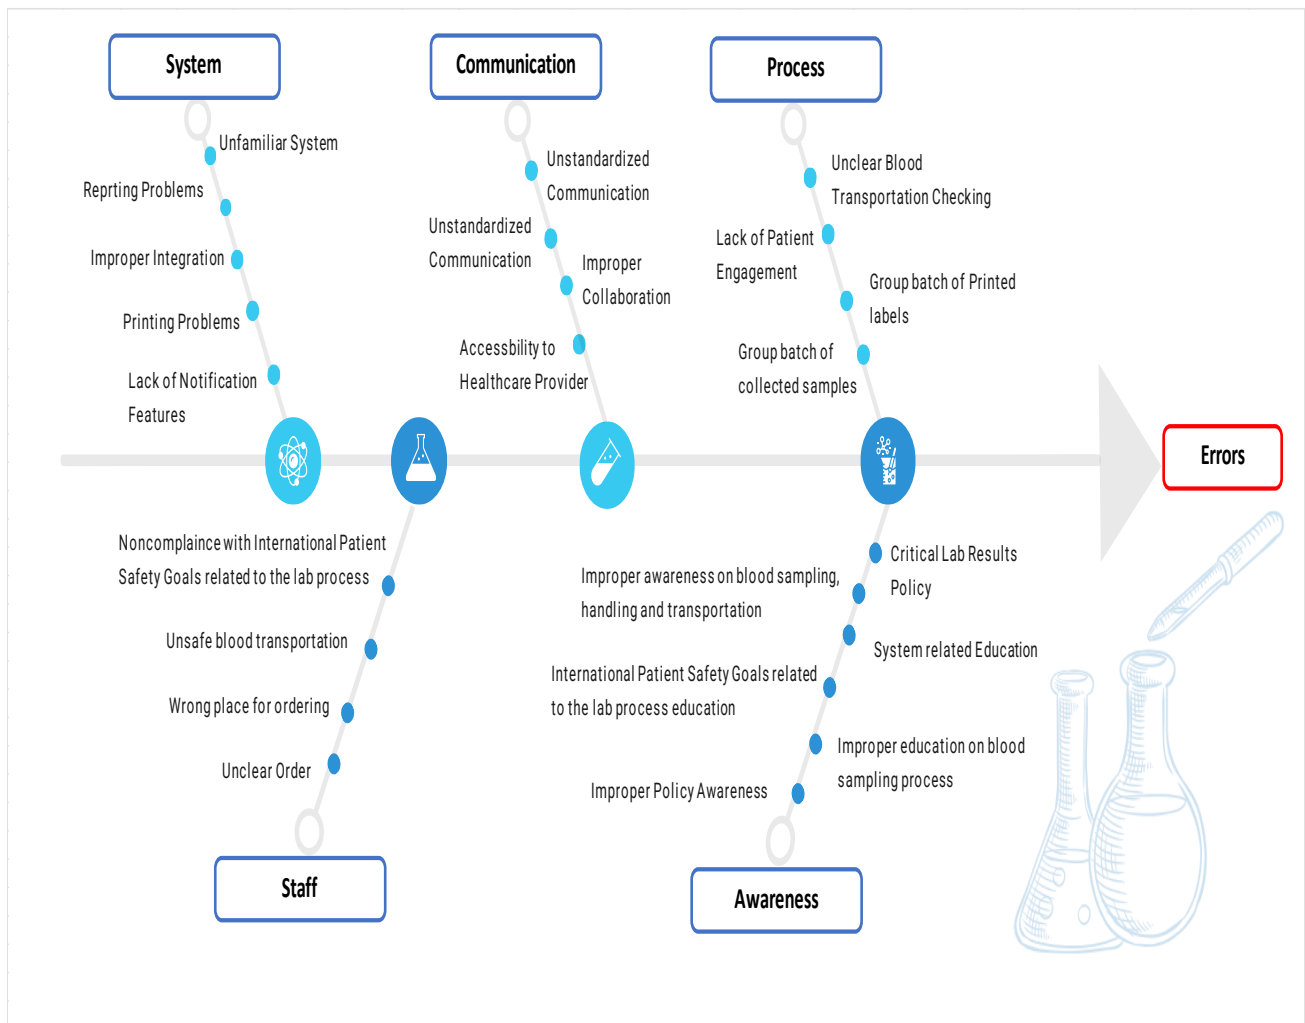 System
Communication
Process
Unfamiliar System
Reprting Problems
Improper Integration
Printing Problems
Lack of Notification
Features
Unstandardized
Communication
Unstandardized
Communication
Improper
Collaboration
Accessbility to
Healthcare Provider
Unclear Blood
Transportation Checking
Lack of Patient
Engagement
Group batch of Printed
labels
Group batch of
collected samples
Errors
Noncomplaince with International Patient
Safety Goals related to the lab process
Unsafe blood transportation
Wrong place for ordering
Unclear Order
Critical Lab Results
Policy
Improper awareness on blood sampling,
handling and transportation
System related Education
International Patient Safety Goals related
to the lab process education
Improper education on blood
sampling process
Improper Policy Awareness
Staff
Awareness